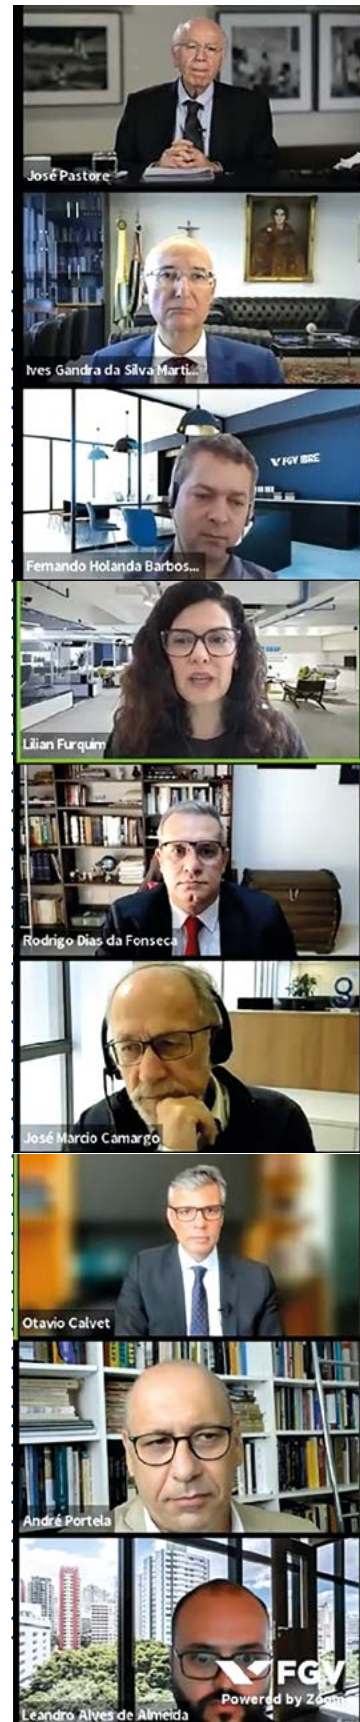 José Pastore
Ives Gandra da Silva Marti...
FGV IBRE
Fernando Holanda Barbos...
Lilian Furquim
Rodrigo Dias da Fonseca
José Marcio Camargo
Otavio Calvet
André Portela
FGV
Powered by Zoom
Leandro Alves de Almeida